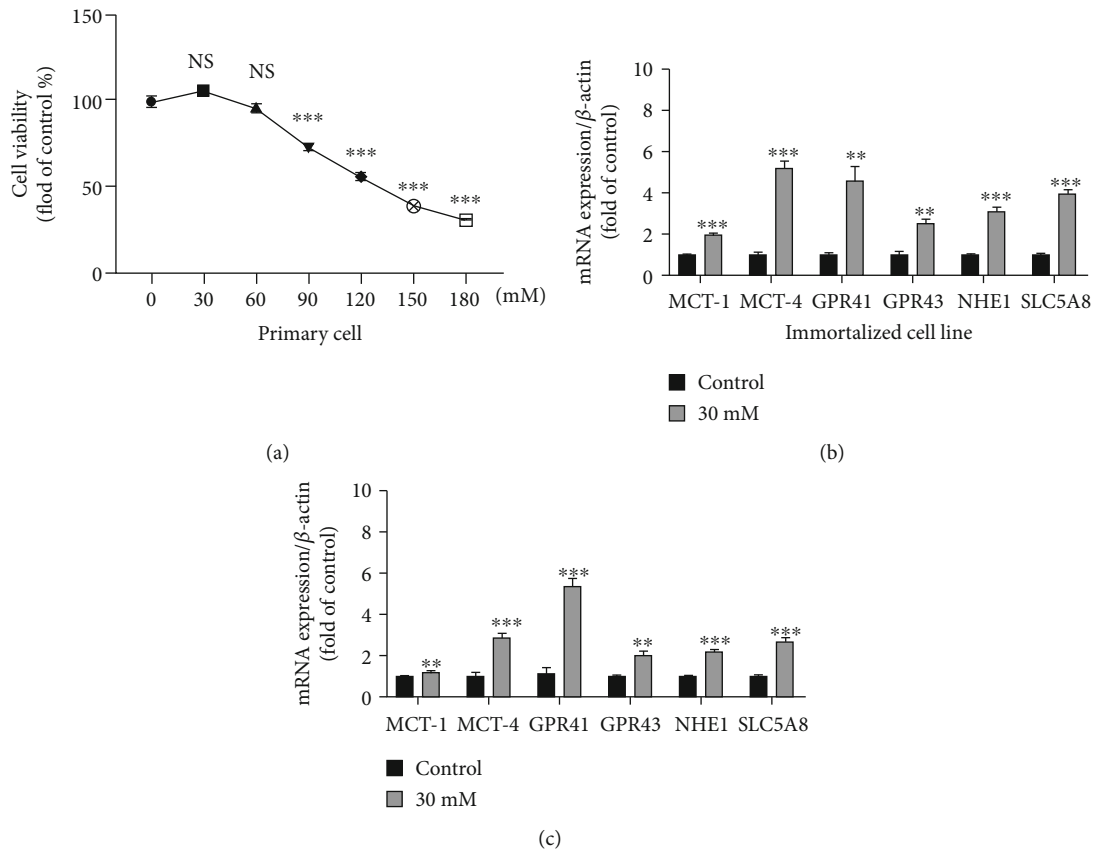 150
100
50
0
Cell viability
(flod of control %)
NS
NS
***
***
***
***
0 30 60 90 120 150 180 (mM)
Primary cell
(a)
10
8
6
4
2
0
mRNA expression/β-actin
(fold of control)
***
***
**
**
***
***
MCT-1 MCT-4 GPR41 GPR43 NHE1 SLC5A8
Immortalized cell line
Control
30 mM
(b)
10
8
6
4
2
0
mRNA expression/β-actin
(fold of control)
**
***
***
**
***
***
MCT-1 MCT-4 GPR41 GPR43 NHE1 SLC5A8
Control
30 mM
(c)